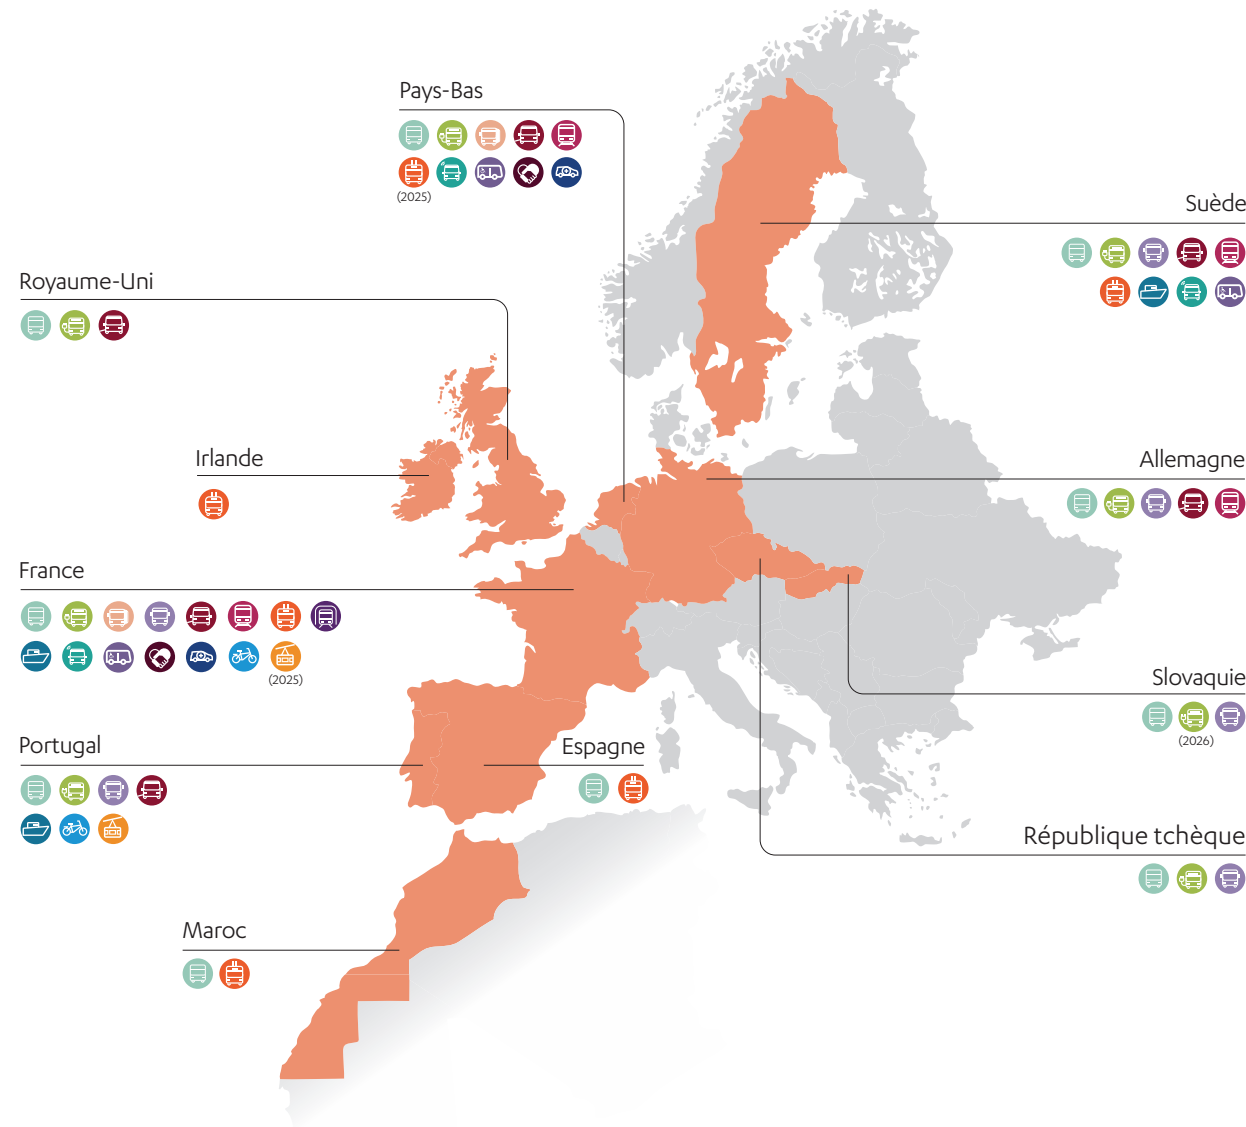 Pays-Bas
(2025)
Suède
Royaume-Uni
Irlande
Allemagne
France
(2025)
Slovaquie
(2026)
Portugal
Espagne
République tchèque
Maroc